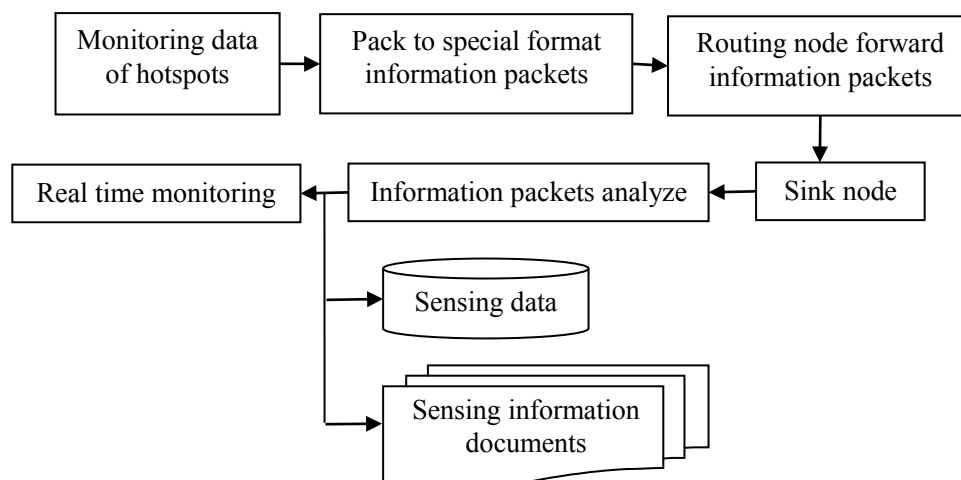 Monitoring data
of hotspots
Pack to special format
information packets
Routing node forward
information packets
Real time monitoring
Information packets analyze
Sink node
Sensing data
Sensing information
documents